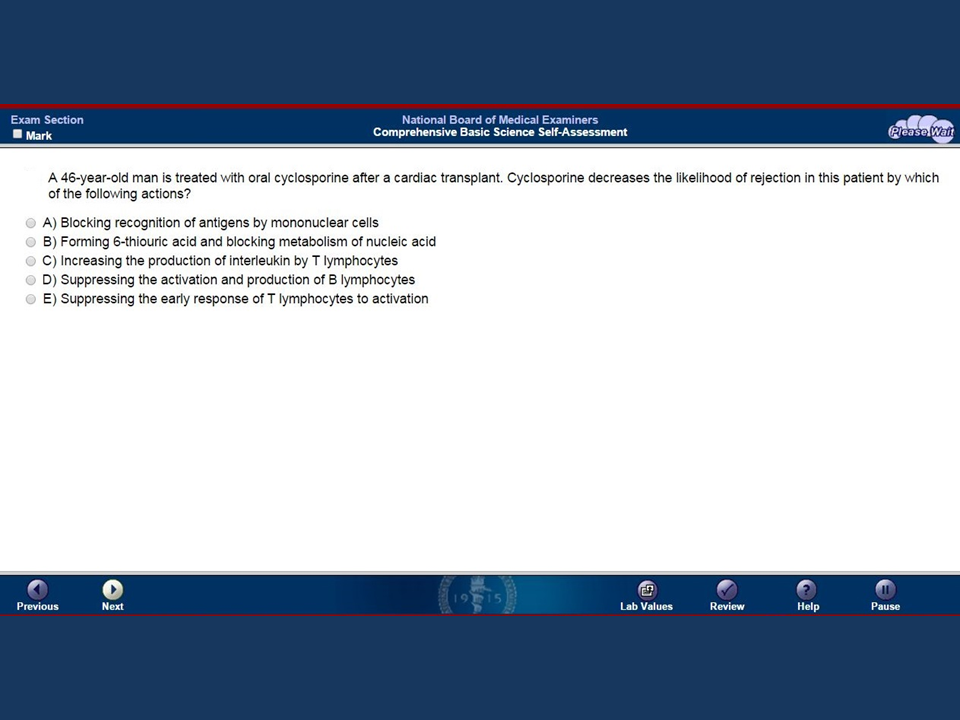 Exam Section
Mark
National Board of Medical Examiners
Comprehensive Basic Science Self-Assessment
Please Wait
A 46-year-old man is treated with oral cyclosporine after a cardiac transplant. Cyclosporine decreases the likelihood of rejection in this patient by which
of the following actions?
A) Blocking recognition of antigens by mononuclear cells
B) Forming 6-thiouric acid and blocking metabolism of nucleic acid
C) Increasing the production of interleukin by T lymphocytes
D) Suppressing the activation and production of B lymphocytes
E) Suppressing the early response of T lymphocytes to activation
1915
Previous
Next
Lab Values
Review
Help
Pause